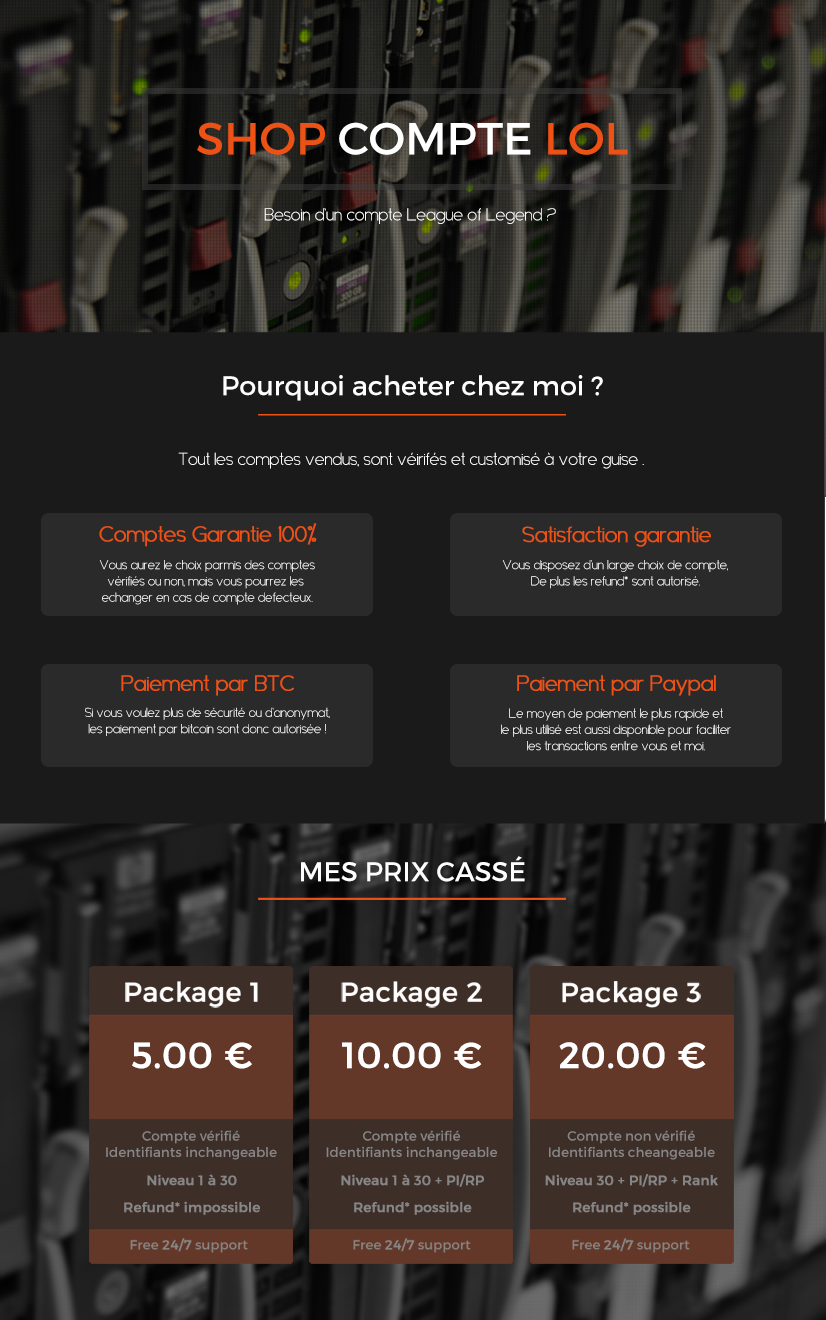 SHOP COMPTE LOL
Besoin d'un compte League of Legend ?
Pourquoi acheter chez moi ?
Tout les comptes vendus, sont véirifés et customisé à votre guise .
Comptes Garantie 100%
Vous aurez le choix parmis des comptes
vérifiés ou non, mais vous pourrez les
echanger en cas de compte defecteux.
Satisfaction garantie
Vous disposez d'un large choix de compte,
De plus les refund* sont autorisé.
Paiement par BTC
Si vous voulez plus de sécurité ou d'anonymat,
les paiement par bitcoin sont donc autorisée !
Paiement par Paypal
Le moyen de paiement le plus rapide et
le plus utilisé est aussi disponible pour faciliter
les transactions entre vous et moi.
MES PRIX CASSÉ
Package 1
5.00 €
Compte vérifié
Identifiants inchangeable
Niveau 1 à 30
Refund* impossible
Free 24/7 support
Package 2
10.00 €
Compte vérifié
Identifiants inchangeable
Niveau 1 à 30 + PI/RP
Refund* possible
Free 24/7 support
Package 3
20.00 €
Compte non vérifié
Identifiants cheangeable
Niveau 30 + PI/RP + Rank
Refund* possible
Free 24/7 support